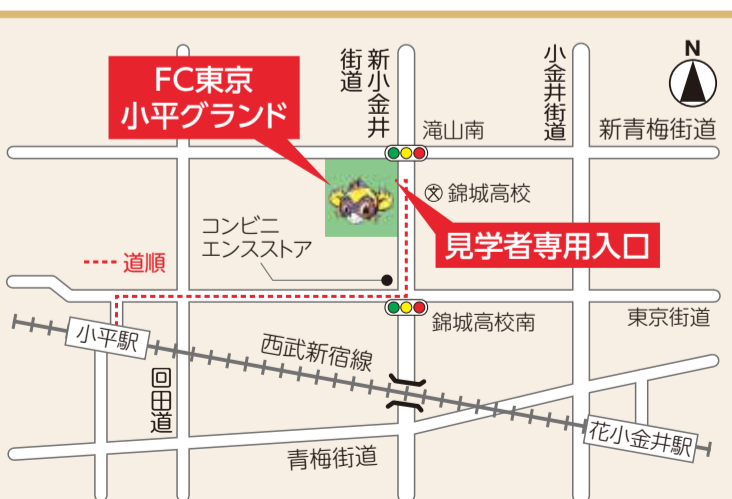 FC東京
小平グランド
新小金井
街道
小金井街道
N
滝山南
新青梅街道
錦城高校
コンビニ
エンスストア
見学者専用入口
道順
錦城高校南
東京街道
小平駅
西武新宿線
回田道
花小金井駅
青梅街道